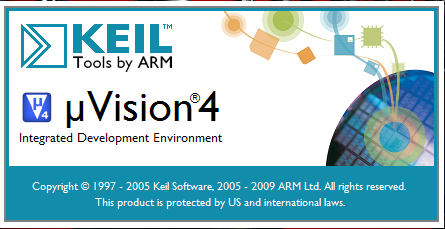 KEIL™
Tools by ARM
µV4
µVision®4
Integrated Development Environment
Copyright © 1997 - 2005 Keil Software, 2005 - 2009 ARM Ltd. All rights reserved.
This product is protected by US and international laws.